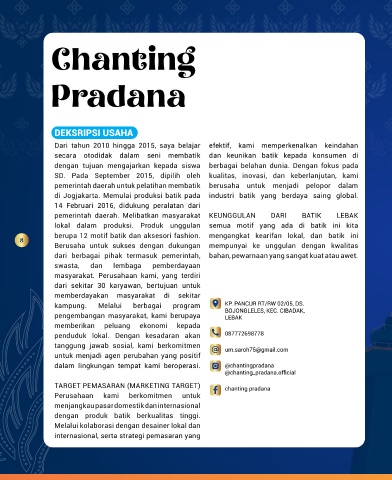 Chanting
Pradana
DEKSRIPSI USAHA
Dari tahun 2010 hingga 2015, saya belajar
secara otodidak dalam seni membatik
dengan tujuan mengajarkan kepada siswa
SD. Pada September 2015, dipilih oleh
pemerintah daerah untuk pelatihan membatik
di Jogjakarta. Memulai produksi batik pada
14 Februari 2016, didukung peralatan dari
pemerintah daerah. Melibatkan masyarakat
lokal dalam produksi. Produk unggulan
berupa 12 motif batik dan aksesori fashion.
Berusaha untuk sukses dengan dukungan
dari berbagai pihak termasuk pemerintah,
swasta, dan lembaga pemberdayaan
masyarakat. Perusahaan kami, yang terdiri
dari sekitar 30 karyawan, bertujuan untuk
memberdayakan masyarakat di sekitar
kampung. Melalui berbagai program
pengembangan masyarakat, kami berupaya
memberikan peluang ekonomi kepada
penduduk lokal. Dengan kesadaran akan
tanggung jawab sosial, kami berkomitmen
untuk menjadi agen perubahan yang positif
dalam lingkungan tempat kami beroperasi.
TARGET PEMASARAN (MARKETING TARGET)
Perusahaan kami berkomitmen untuk
menjangkau pasar domestik dan internasional
dengan produk batik berkualitas tinggi.
Melalui kolaborasi dengan desainer lokal dan
internasional, serta strategi pemasaran yang
efektif, kami memperkenalkan keindahan
dan keunikan batik kepada konsumen di
berbagai belahan dunia. Dengan fokus pada
kualitas, inovasi, dan keberlanjutan, kami
berusaha untuk menjadi pelopor dalam
industri batik yang berdaya saing global.
KEUNGGULAN DARI BATIK LEBAK
semua motif yang ada di batik ini kita
mengangkat kearifan lokal, dan batik ini
mempunyai ke unggulan dengan kwalitas
bahan, pewarnaan yang sangat kuat atau awet.
KP. PANCUR RT/RW 02/05, DS.
BOJONGLELES, KEC. CIBADAK,
LEBAK
087772698778
um.saroh75@gmail.com
@chantingpradana
@chanting_pradana.official
chanting pradana
8